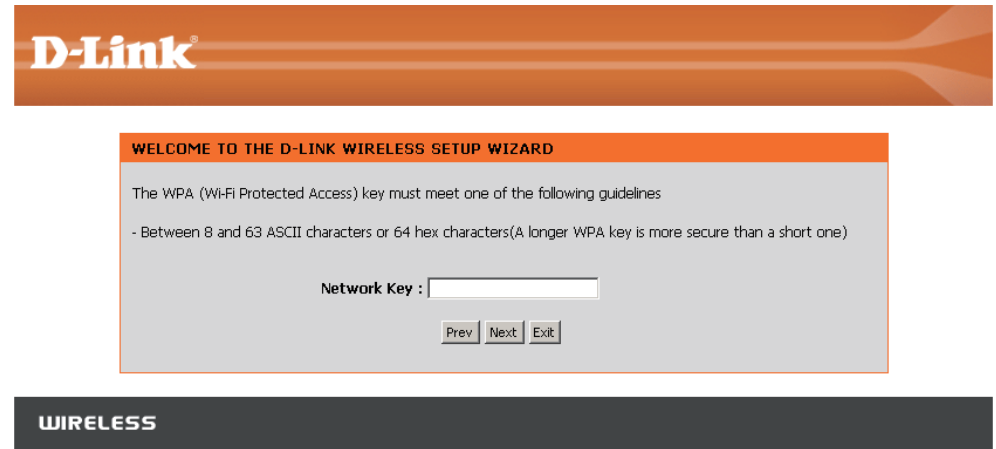 D-Link®
WELCOME TO THE D-LINK WIRELESS SETUP WIZARD
The WPA (Wi-Fi Protected Access) key must meet one of the following guidelines
- Between 8 and 63 ASCII characters or 64 hex characters(A longer WPA key is more secure than a short one)
Network Key :
Prev Next Exit
WIRELESS